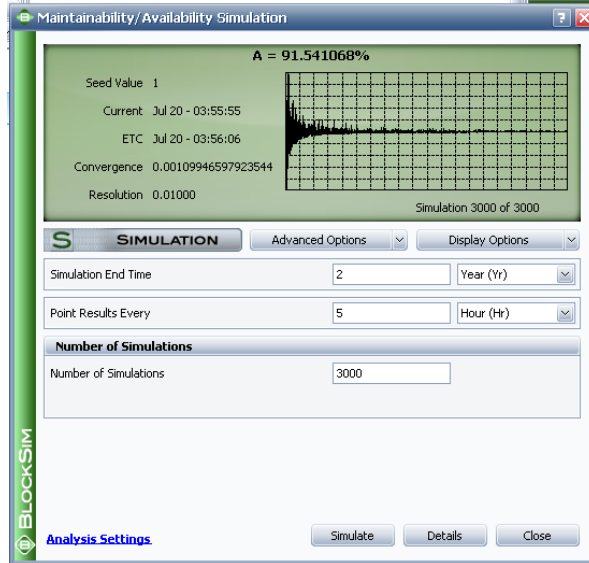 Maintainability/Availability Simulation
A = 91.541068%
Seed Value 1
Current Jul 20 - 03:55:55
ETC Jul 20 - 03:56:06
Convergence 0.00109946597923544
Resolution 0.01000
Simulation 3000 of 3000
S SIMULATION Advanced Options Display Options
Simulation End Time 2 Year (Yr)
Point Results Every 5 Hour (Hr)
Number of Simulations
Number of Simulations 3000
BLOCKSIM
Analysis Settings Simulate Details Close